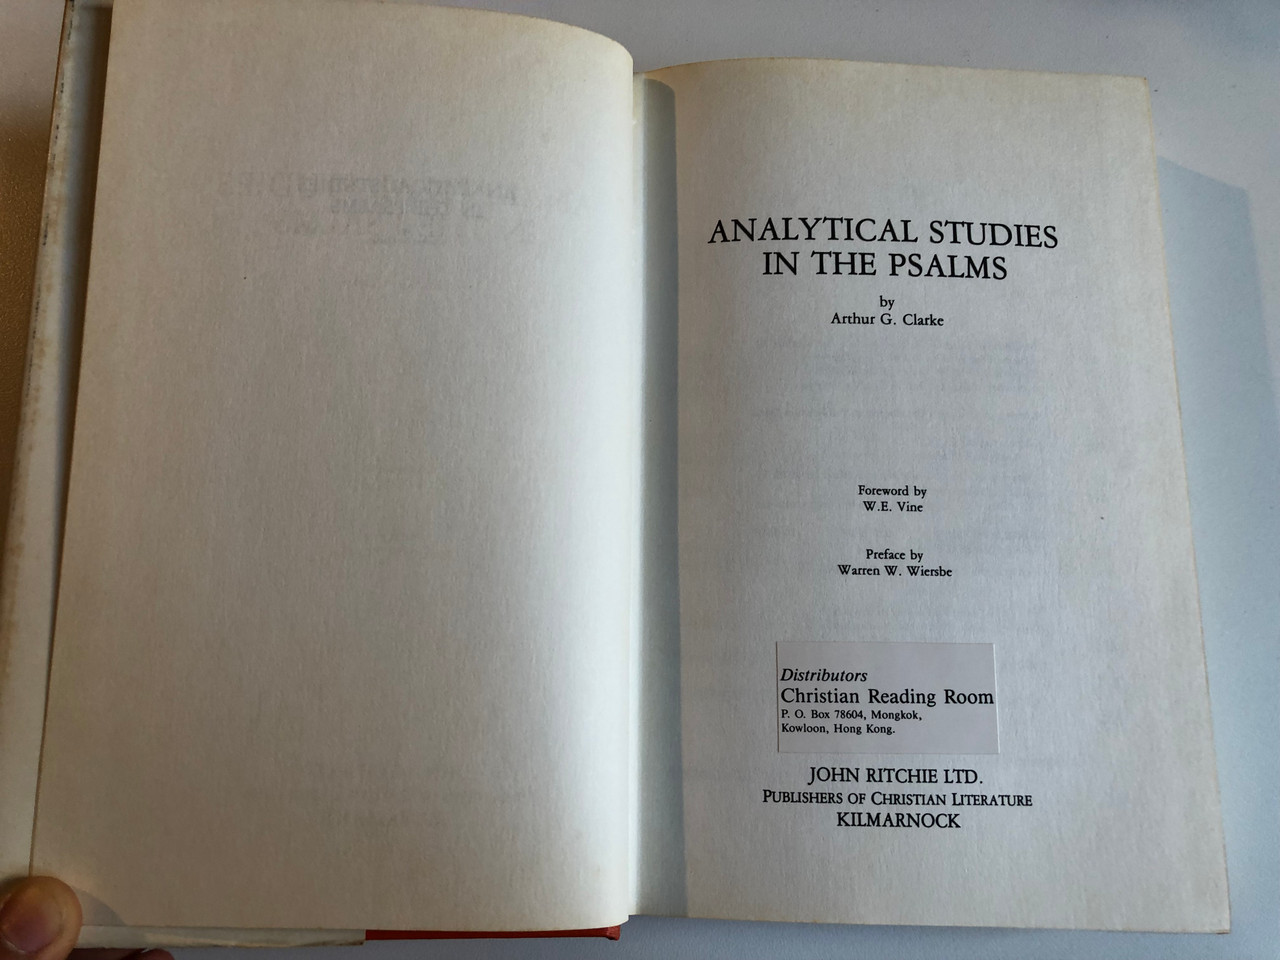 ANALYTICAL STUDIES
IN THE PSALMS
by
Arthur G. Clarke
Foreword by
W.E. Vine
Preface by
Warren W. Wiersbe
Distributors
Christian Reading Room
P. O. Box 78604, Mongkok,
Kowloon, Hong Kong.
JOHN RITCHIE LTD.
PUBLISHERS OF CHRISTIAN LITERATURE
KILMARNOCK